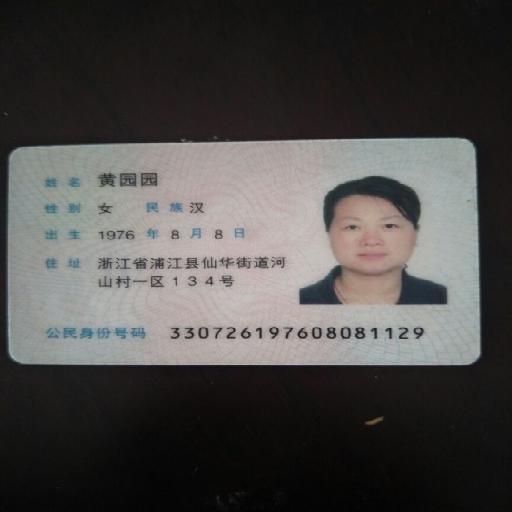 姓名 黄园园
性别 女 民族 汉
出生 1976 年 8 月 8 日
住址 浙江省浦江县仙华街道河
山村一区134号
公民身份号码 330726197608081129